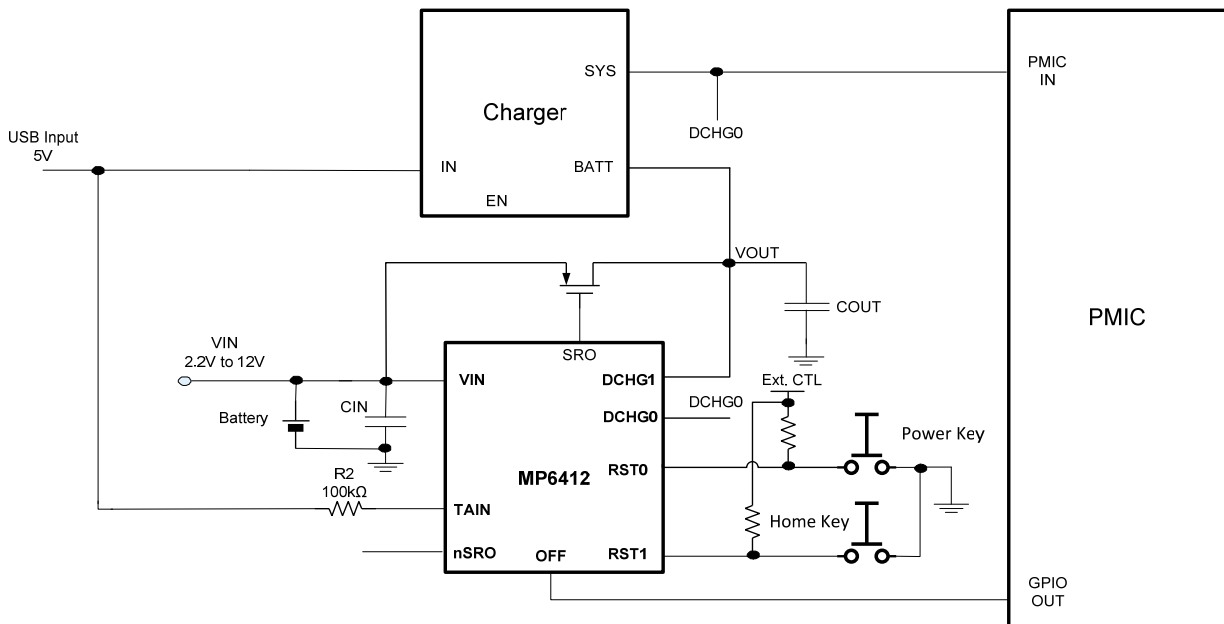 SYS
PMIC
IN
Charger
DCHG0
USB Input
5V
IN
BATT
EN
VOUT
COUT
PMIC
SRO
VIN
2.2V to 12V
VIN
DCHG1
Ext. CTL
CIN
Battery
DCHG0
DCHG0
Power Key
RST0
R2
100kΩ
MP6412
TAIN
Home Key
nSRO
OFF
RST1
GPIO
OUT